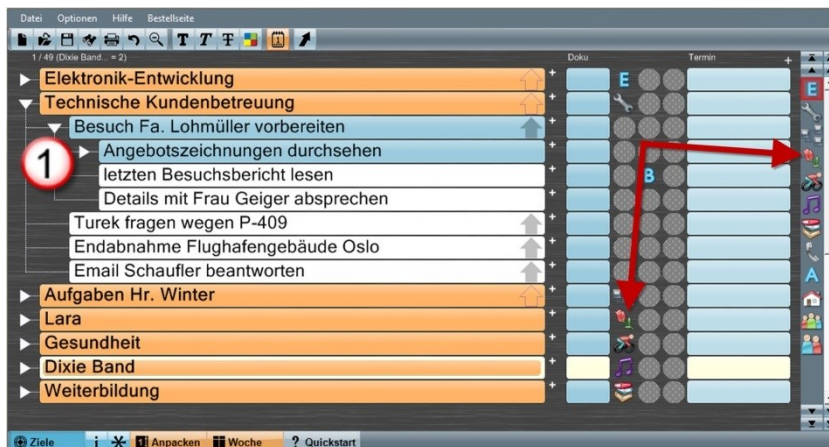 Datei Optionen Hilfe Bestellseite
T T T
1 / 49 (Dixie Band... = 2) Doku Termin +
Elektronik-Entwicklung + E E
Technische Kundenbetreuung +
Besuch Fa. Lohmüller vorbereiten +
1 Angebotszeichnungen durchsehen +
letzten Besuchsbericht lesen + B
Details mit Frau Geiger absprechen +
Turek fragen wegen P-409 +
Endabnahme Flughafengebäude Oslo +
Email Schaufler beantworten + A
Aufgaben Hr. Winter +
Lara +
Gesundheit +
Dixie Band +
Weiterbildung +
Ziele i Anpacken Woche ? Quickstart